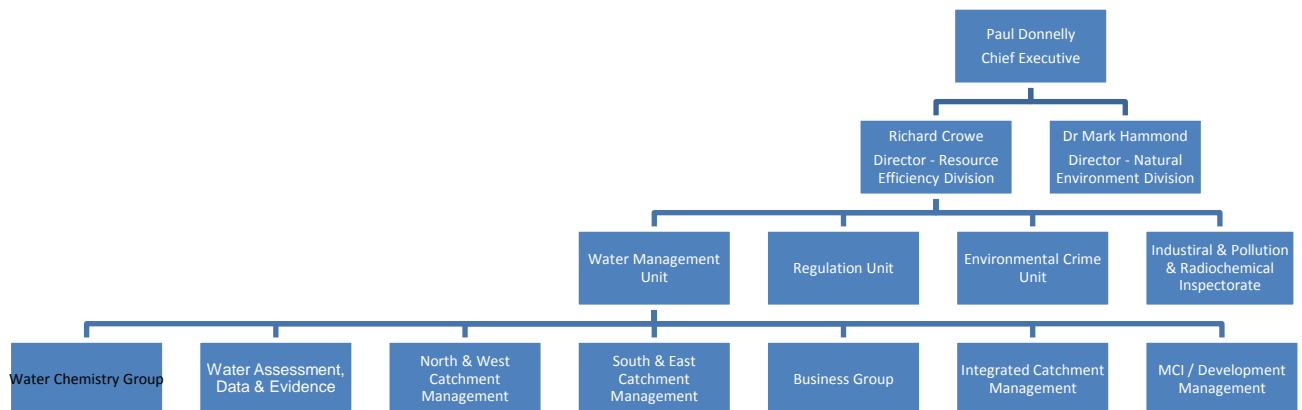 Paul Donnelly
Chief Executive
Richard Crowe
Director - Resource
Efficiency Division
Dr Mark Hammond
Director - Natural
Environment Division
Water Management
Unit
Regulation Unit
Environmental Crime
Unit
Industiral & Pollution
& Radiochemical
Inspectorate
Water Chemistry Group
Water Assessment,
Data & Evidence
North & West
Catchment
Management
South & East
Catchment
Management
Business Group
Integrated Catchment
Management
MCI / Development
Management